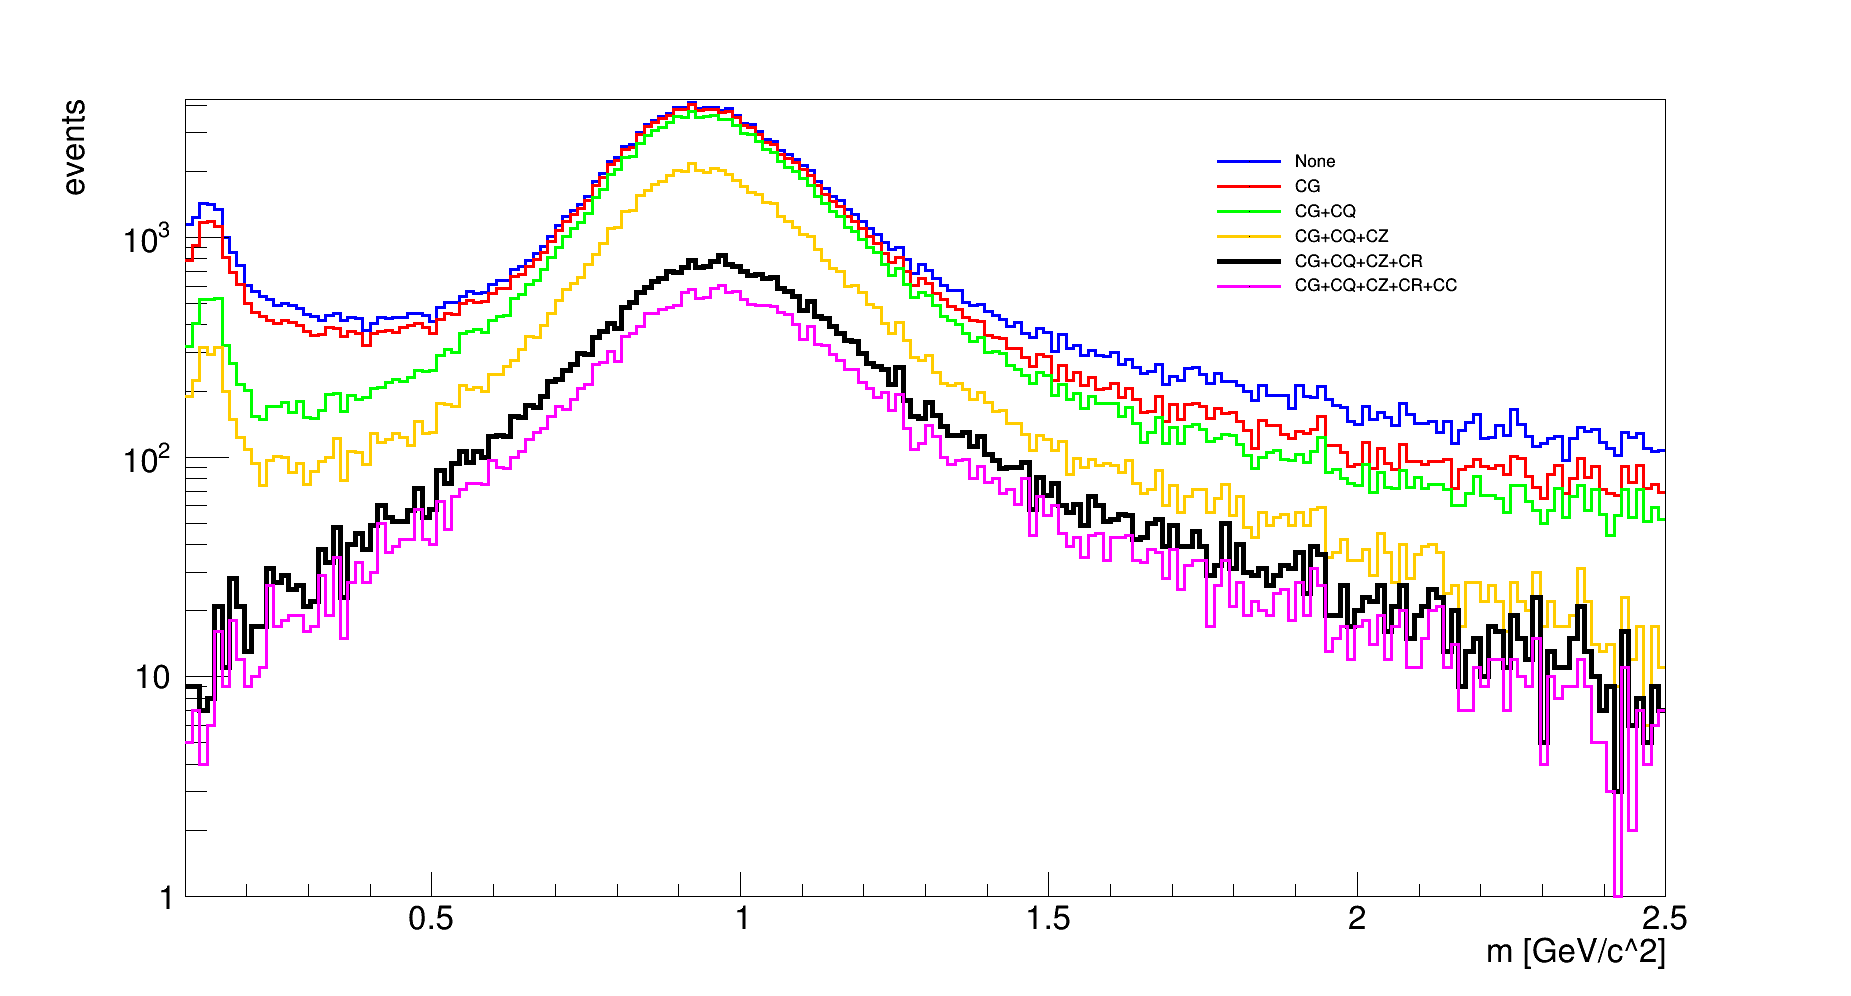 events
None
CG
CG+CQ
CG+CQ+CZ
CG+CQ+CZ+CR
CG+CQ+CZ+CR+CC
10^3
10^2
10
1
0.5 1 1.5 2 2.5
m [GeV/c^2]